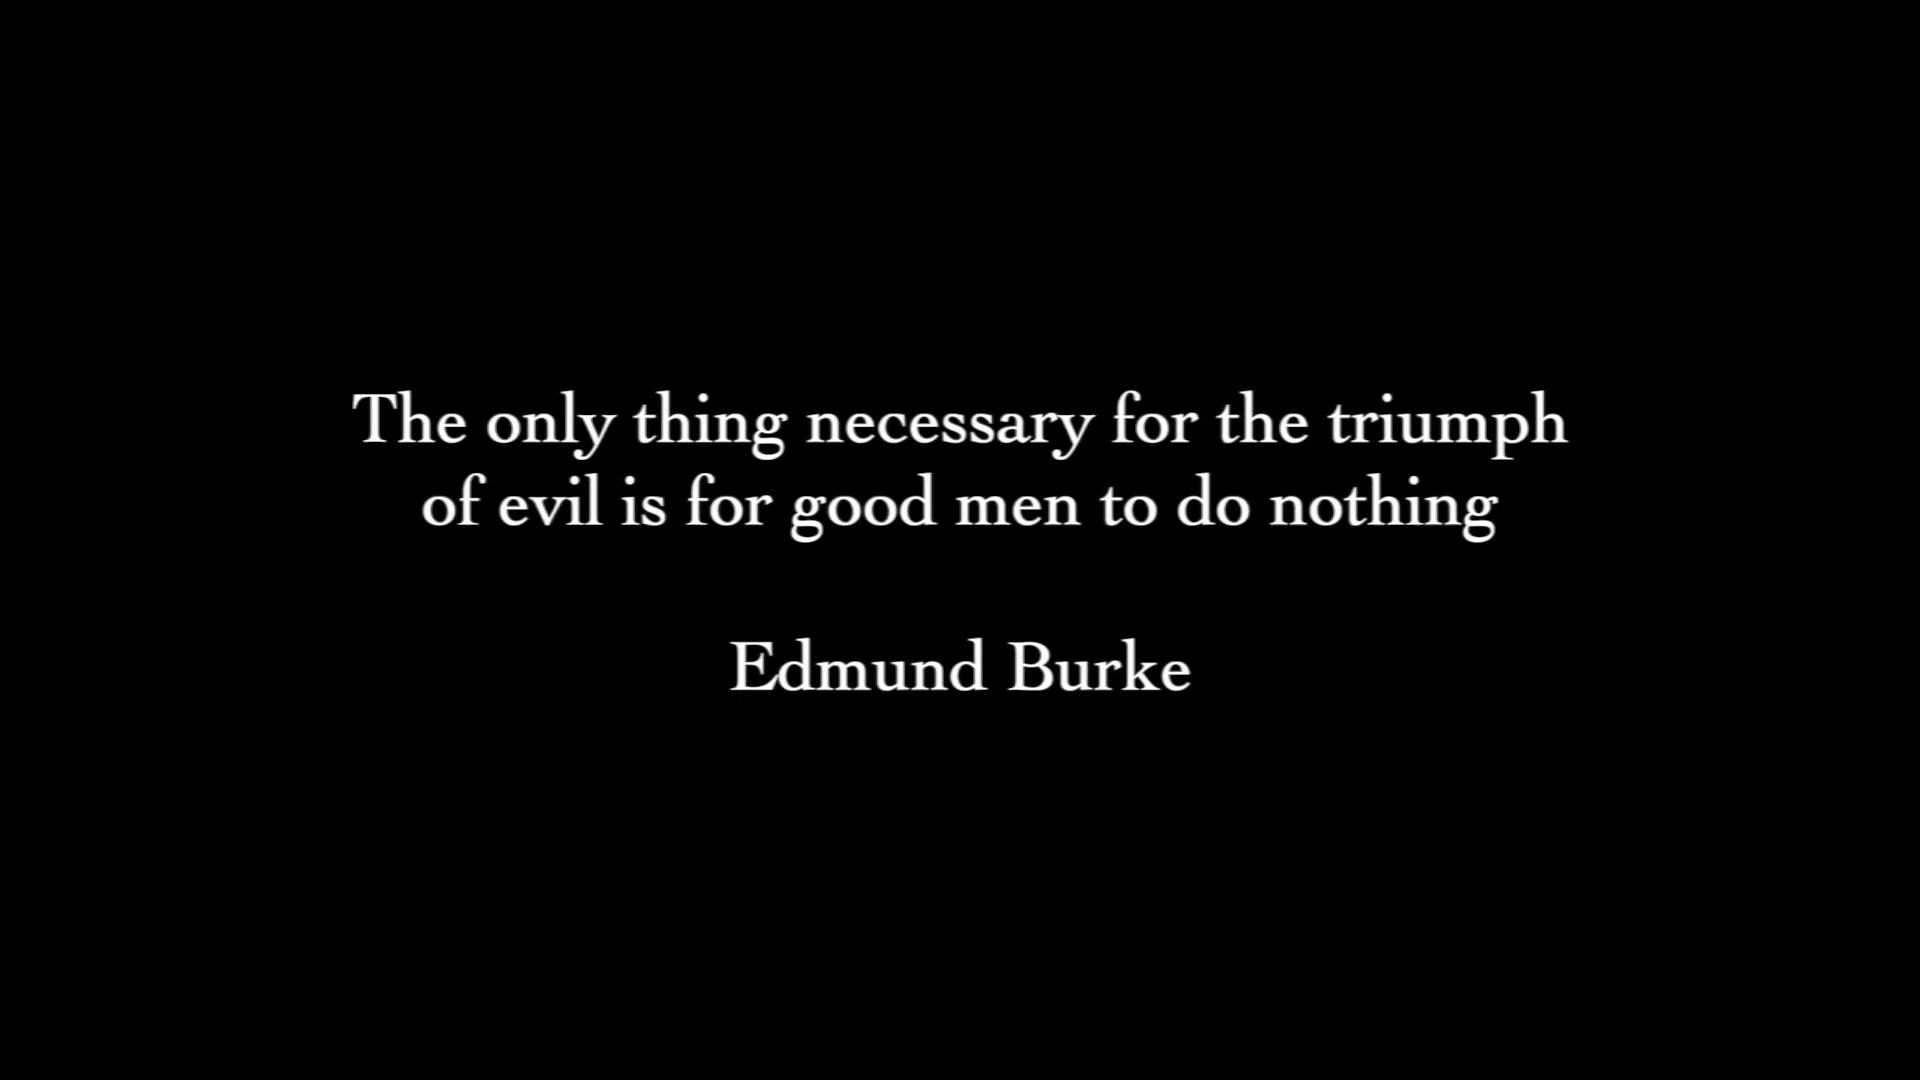 The only thing necessary for the triumph
of evil is for good men to do nothing
Edmund Burke